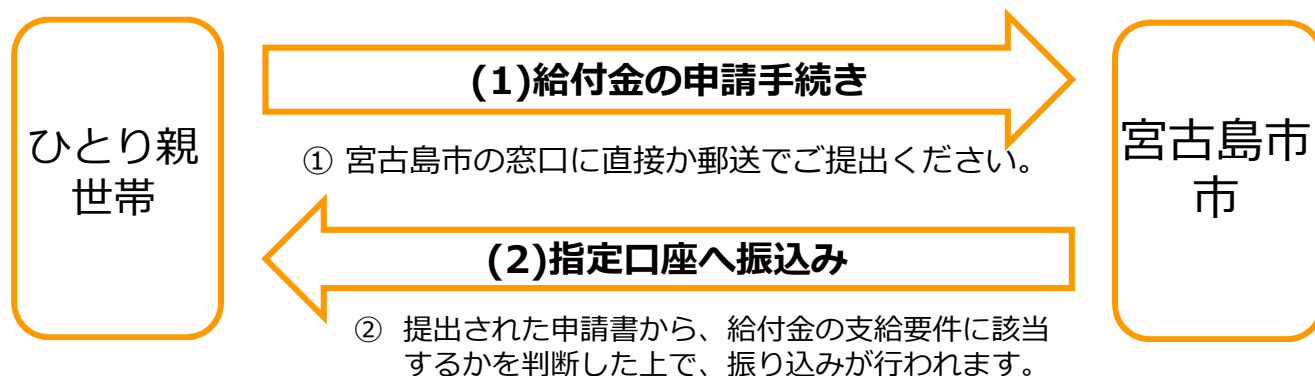 ひとり親
世帯
(1)給付金の申請手続き
① 宮古島市の窓口に直接か郵送でご提出ください。
(2)指定口座へ振込み
② 提出された申請書から、給付金の支給要件に該当
するかを判断した上で、振り込みが行われます。
宮古島市
市